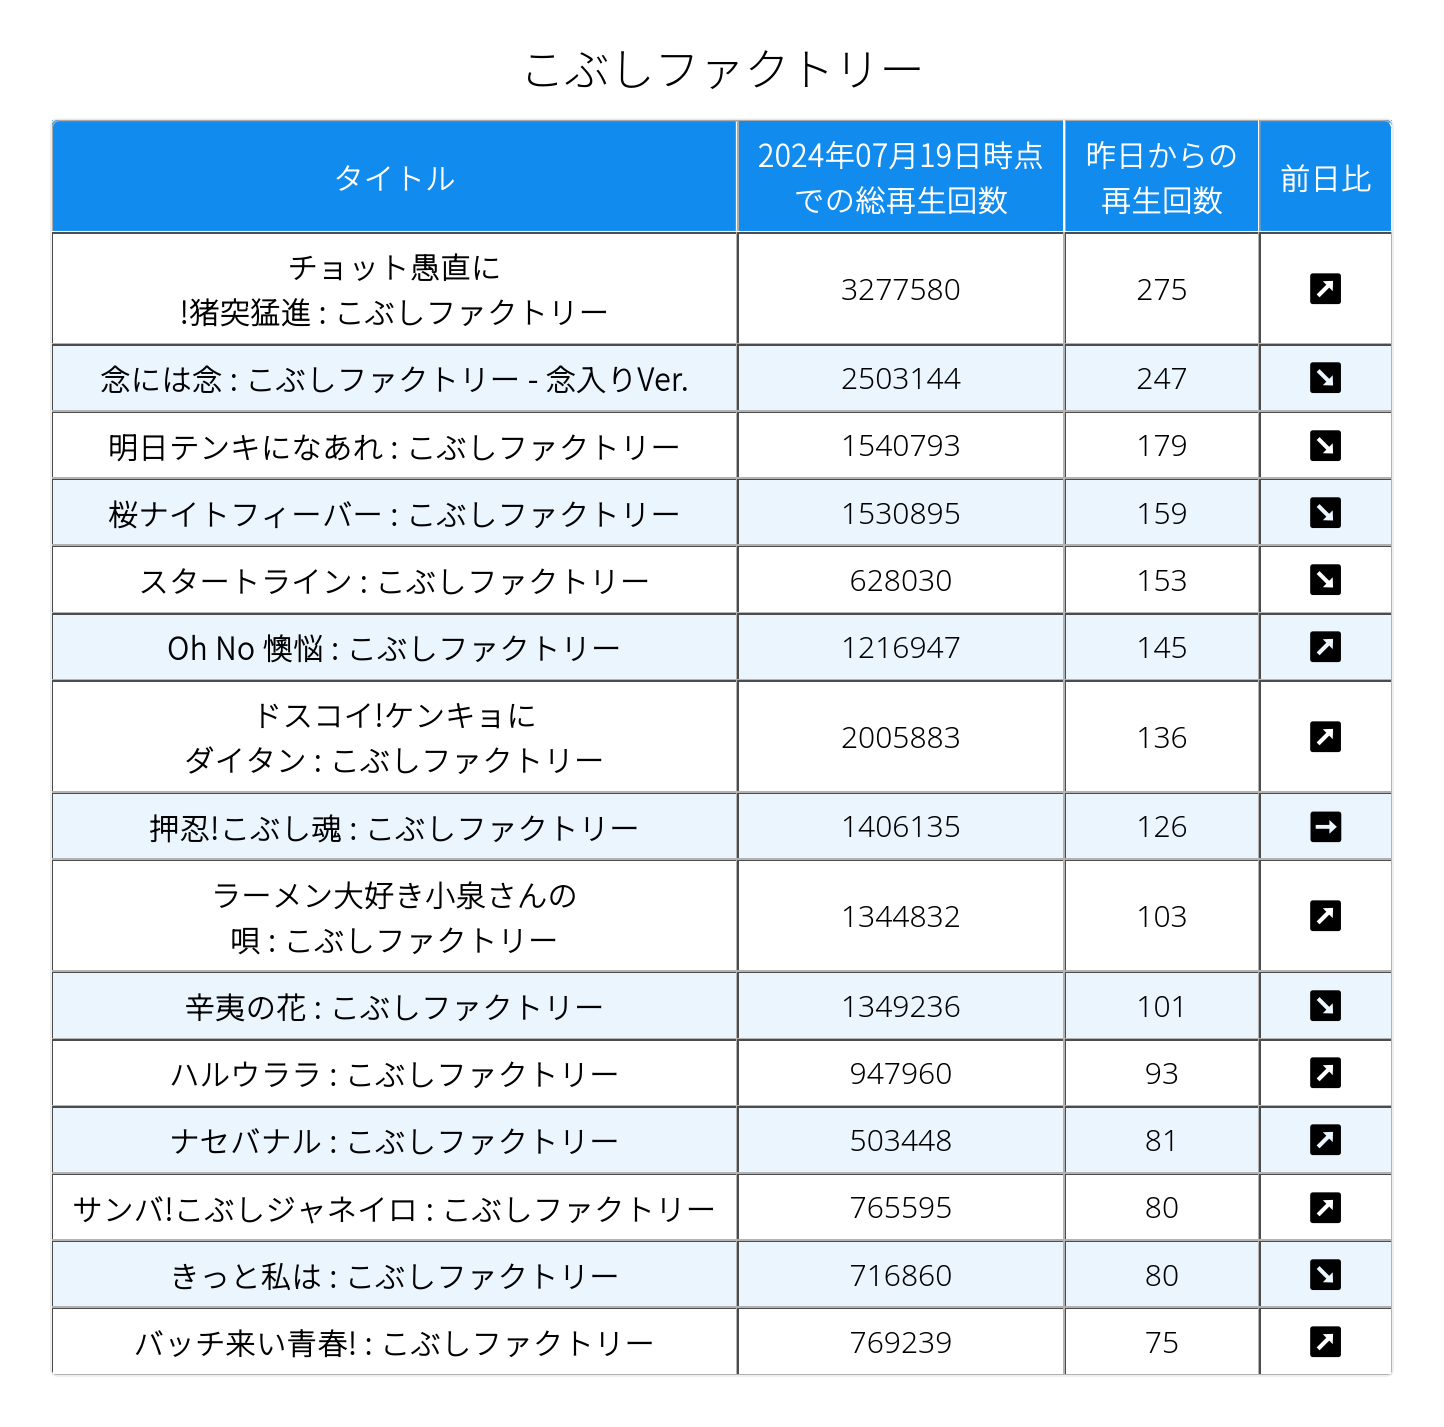 こぶしファクトリー
タイトル
2024年07月19日時点
での総再生回数
昨日からの
再生回数
前日比
チョット愚直に
!猪突猛進 : こぶしファクトリー
3277580
275
念には念 : こぶしファクトリー - 念入りVer.
2503144
247
明日テンキになあれ : こぶしファクトリー
1540793
179
桜ナイトフィーバー : こぶしファクトリー
1530895
159
スタートライン : こぶしファクトリー
628030
153
Oh No 懊悩 : こぶしファクトリー
1216947
145
ドスコイ!ケンキョに
ダイタン : こぶしファクトリー
2005883
136
押忍!こぶし魂 : こぶしファクトリー
1406135
126
ラーメン大好き小泉さんの
唄 : こぶしファクトリー
1344832
103
辛夷の花 : こぶしファクトリー
1349236
101
ハルウララ : こぶしファクトリー
947960
93
ナセバナル : こぶしファクトリー
503448
81
サンバ!こぶしジャネイロ : こぶしファクトリー
765595
80
きっと私は : こぶしファクトリー
716860
80
バッチ来い青春! : こぶしファクトリー
769239
75